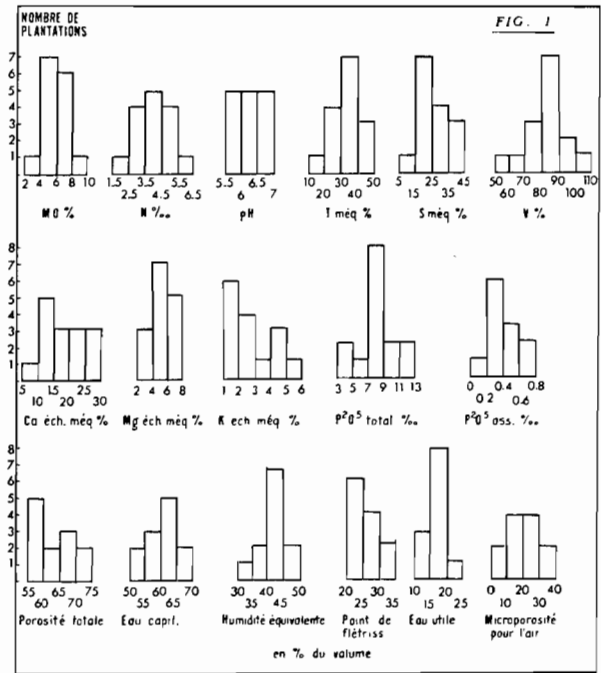 NOMBRE DE
PLANTATIONS
FIG. 1
7
6
5
4
3
2
1
2 4 6 8 10
1.5 3.5 5.5
2.5 4.5 6.5
5.5 6.5
6 7
10 30 50
20 40
5 25 45
15 35
50 70 90 110
60 80 100
MO %
N ‰
pH
T méq %
S méq %
V %
8
7
6
5
4
3
2
1
5 15 25
10 20 30
2 4 6 8
1 2 3 4 5 6
3 5 7 9 11 13
0 0.4 0.8
0.2 0.6
Ca éch. méq %
Mg éch méq %
K ech méq %
P²O⁵ total ‰
P²O⁵ ass. ‰
8
7
6
5
4
3
2
1
55 65 75
60 70
50 60 70
55 65
30 40 50
35 45
20 30
25 35
10 20
15 25
0 20 40
10 30
Porosité totale
Eau capil.
Humidité équivalente
Point de
flétriss
Eau utile
Microporosité
pour l'air
en % du volume